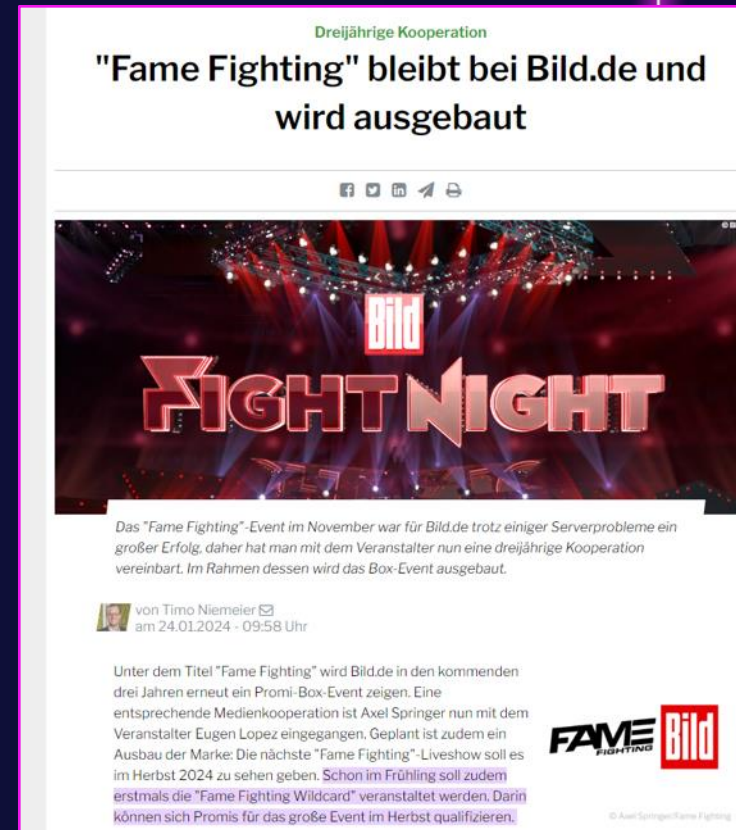 Dreijährige Kooperation
"Fame Fighting" bleibt bei Bild.de und
wird ausgebaut
Bild
FIGHT NIGHT
Das "Fame Fighting"-Event im November war für Bild.de trotz einiger Serverprobleme ein
großer Erfolg, daher hat man mit dem Veranstalter nun eine dreijährige Kooperation
vereinbart. Im Rahmen dessen wird das Box-Event ausgebaut.
von Timo Niemeier
am 24.01.2024 - 09:58 Uhr
Unter dem Titel "Fame Fighting" wird Bild.de in den kommenden
drei Jahren erneut ein Promi-Box-Event zeigen. Eine
entsprechende Medienkooperation ist Axel Springer nun mit dem
Veranstalter Eugen Lopez eingegangen. Geplant ist zudem ein
Ausbau der Marke: Die nächste "Fame Fighting"-Liveshow soll es
im Herbst 2024 zu sehen geben. Schon im Frühling soll zudem
erstmals die "Fame Fighting Wildcard" veranstaltet werden. Darin
können sich Promis für das große Event im Herbst qualifizieren.
FAME
FIGHTING
Bild
© Axel Springer/Fame Fighting